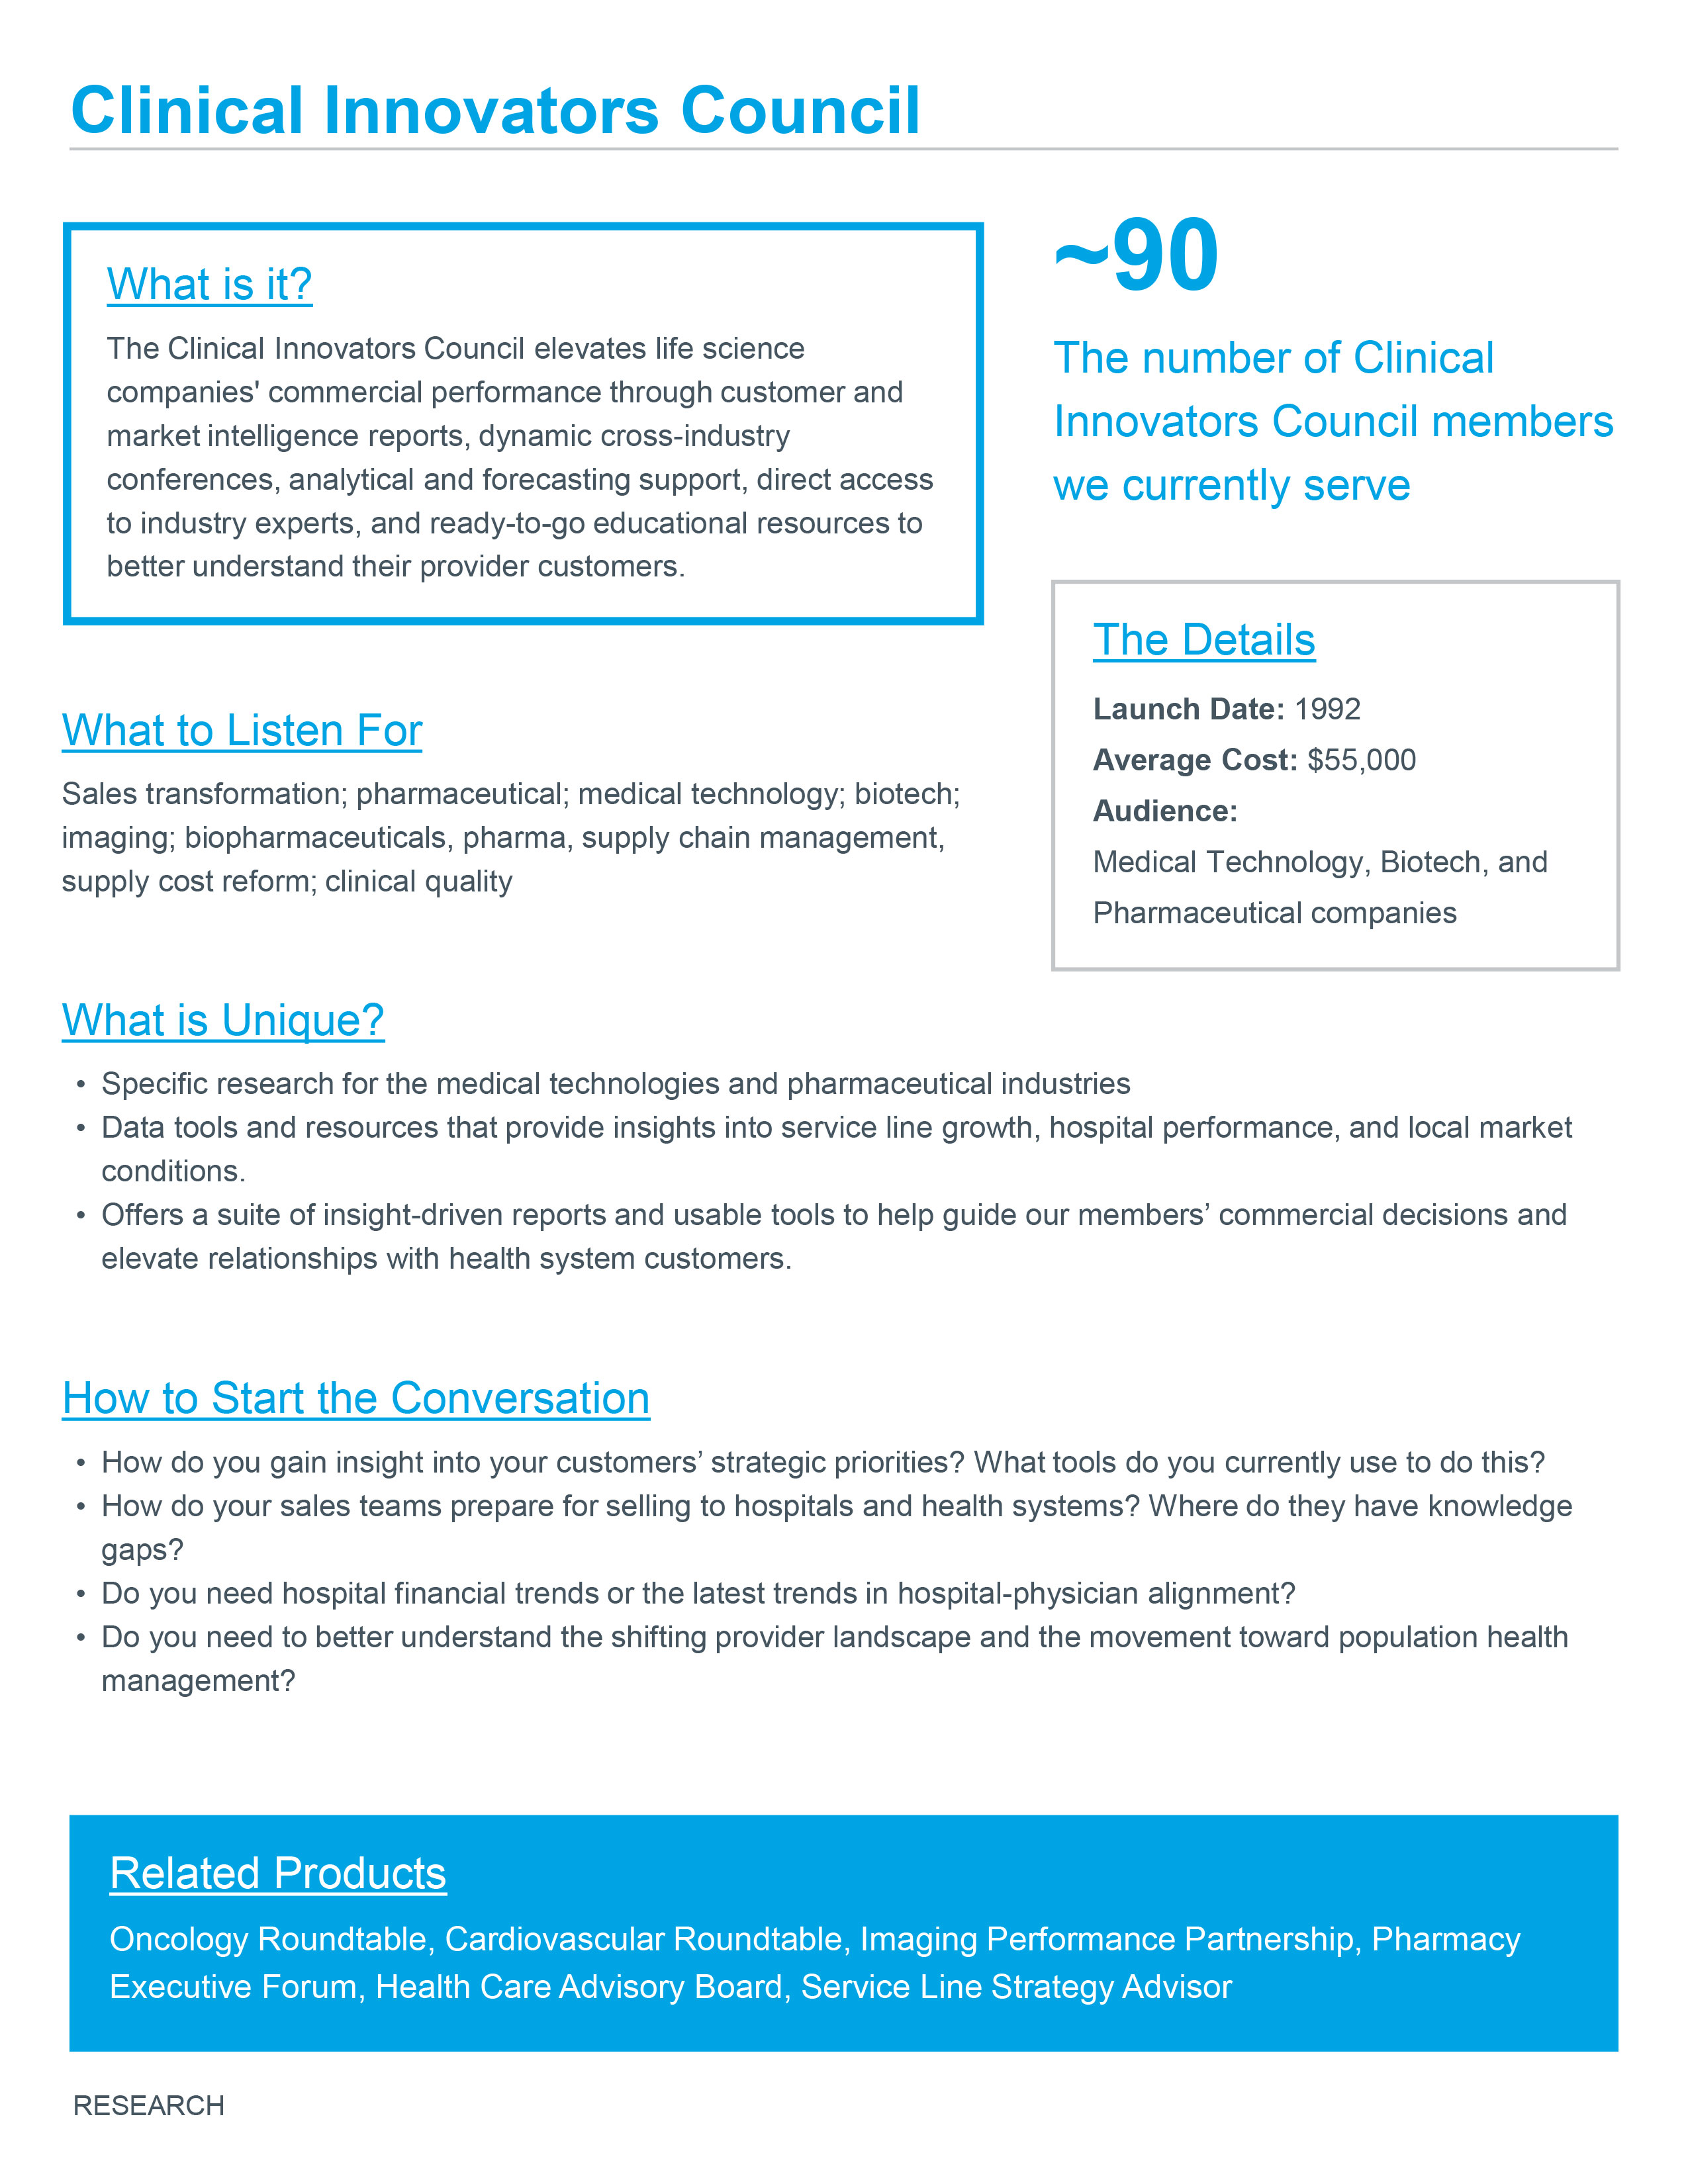 Clinical Innovators Council
What is it?
The Clinical Innovators Council elevates life science
companies' commercial performance through customer and
market intelligence reports, dynamic cross-industry
conferences, analytical and forecasting support, direct access
to industry experts, and ready-to-go educational resources to
better understand their provider customers.
~90
The number of Clinical
Innovators Council members
we currently serve
The Details
Launch Date: 1992
Average Cost: $55,000
Audience:
Medical Technology, Biotech, and
Pharmaceutical companies
What to Listen For
Sales transformation; pharmaceutical; medical technology; biotech;
imaging; biopharmaceuticals, pharma, supply chain management,
supply cost reform; clinical quality
What is Unique?
• Specific research for the medical technologies and pharmaceutical industries
• Data tools and resources that provide insights into service line growth, hospital performance, and local market
conditions.
• Offers a suite of insight-driven reports and usable tools to help guide our members’ commercial decisions and
elevate relationships with health system customers.
How to Start the Conversation
• How do you gain insight into your customers’ strategic priorities? What tools do you currently use to do this?
• How do your sales teams prepare for selling to hospitals and health systems? Where do they have knowledge
gaps?
• Do you need hospital financial trends or the latest trends in hospital-physician alignment?
• Do you need to better understand the shifting provider landscape and the movement toward population health
management?
Related Products
Oncology Roundtable, Cardiovascular Roundtable, Imaging Performance Partnership, Pharmacy
Executive Forum, Health Care Advisory Board, Service Line Strategy Advisor
RESEARCH